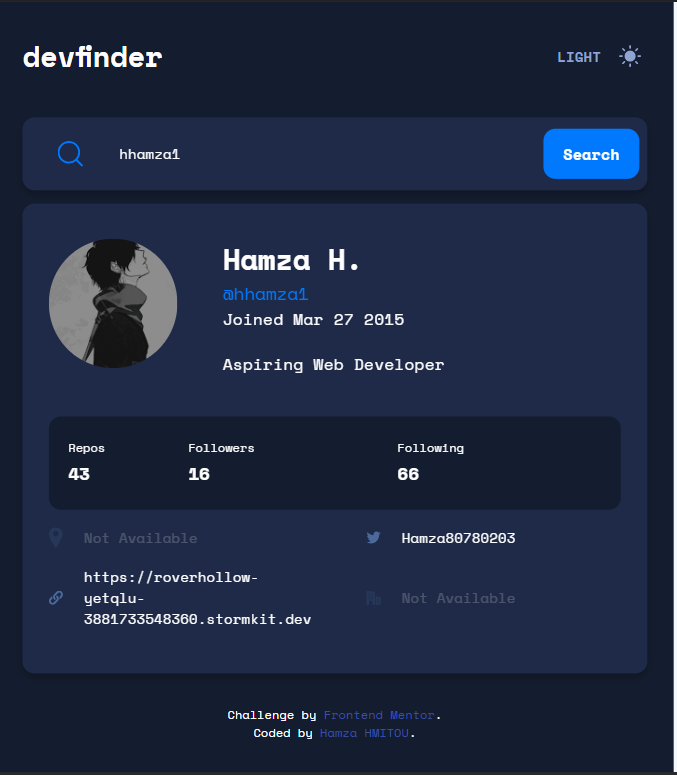 devfinder
LIGHT
hhamza1
Search
Hamza H.
@hhamza1
Joined Mar 27 2015
Aspiring Web Developer
Repos Followers Following
43 16 66
Not Available
Hamza80780203
https://roverhollow-
yetqlu-
3881733548360.stormkit.dev
Not Available
Challenge by Frontend Mentor.
Coded by Hamza HMITOU.